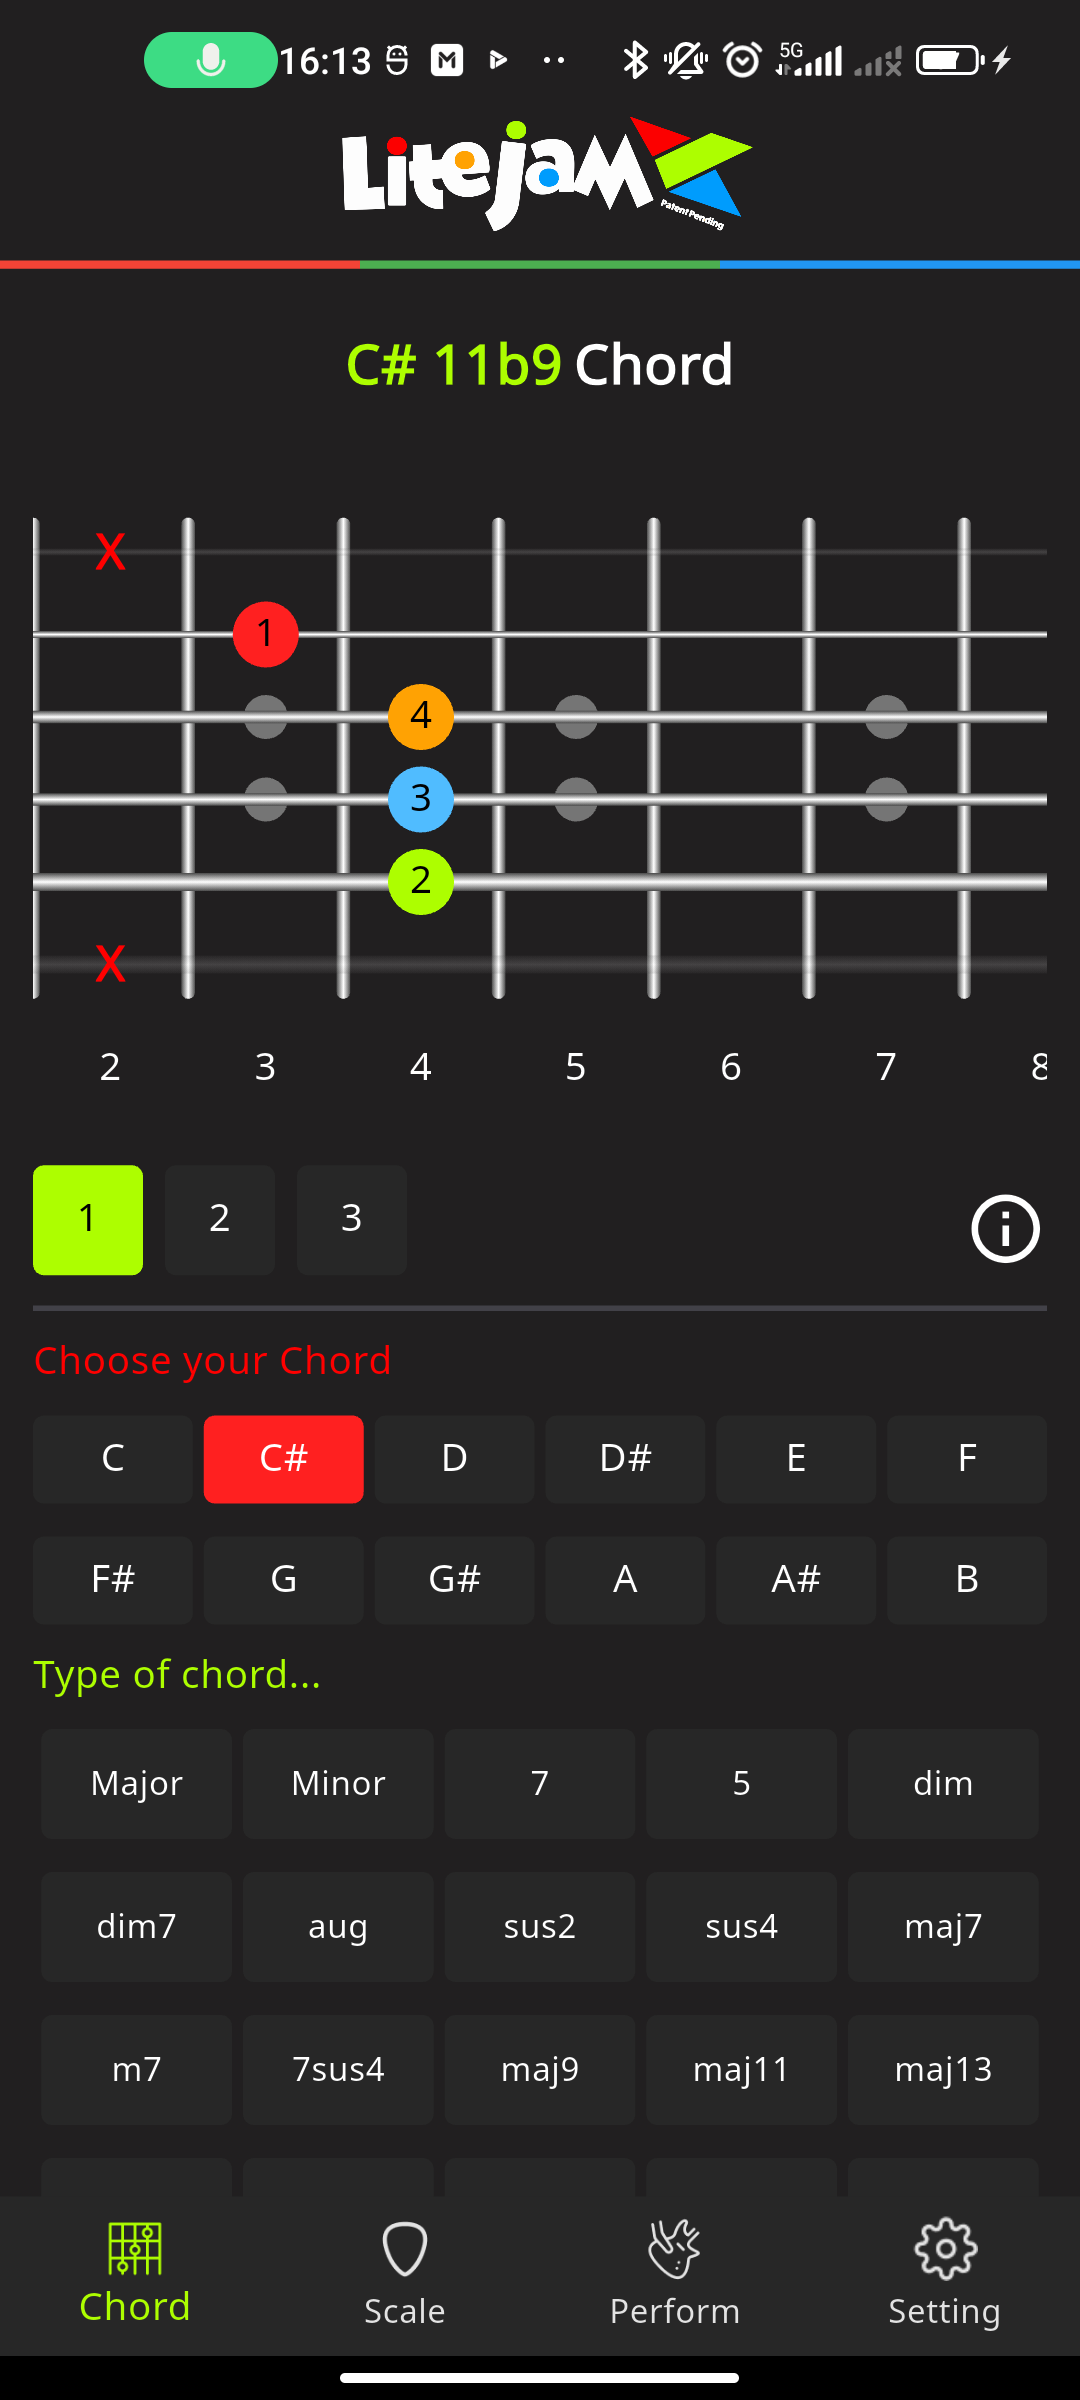 16:13 5G
LiteJam
Patent Pending
C# 11b9 Chord
X
1
4
3
2
X
2 3 4 5 6 7 8
1 2 3
Choose your Chord
C C# D D# E F
F# G G# A A# B
Type of chord...
Major Minor 7 5 dim
dim7 aug sus2 sus4 maj7
m7 7sus4 maj9 maj11 maj13
Chord Scale Perform Setting